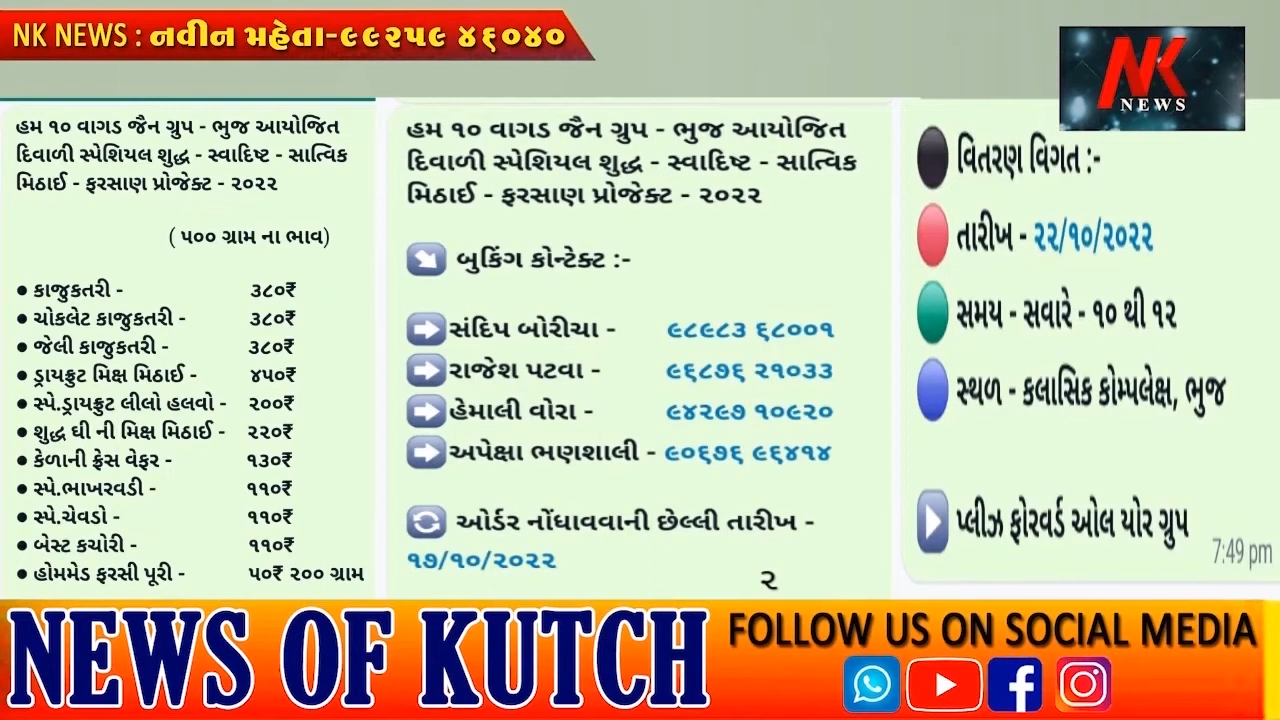 NK NEWS : નવીન મહેતા-૯૯૨૫૯ ૪૬૦૪૦
NK
NEWS
હમ ૧૦ વાગડ જૈન ગ્રુપ - ભુજ આયોજિત
દિવાળી સ્પેશિયલ શુદ્ધ - સ્વાદિષ્ટ - સાત્વિક
મિઠાઈ - ફરસાણ પ્રોજેક્ટ - ૨૦૨૨
( ૫૦૦ ગ્રામ ના ભાવ)
● કાજુકતરી - ૩૮૦₹
● ચોકલેટ કાજુકતરી - ૩૮૦₹
● જેલી કાજુકતરી - ૩૮૦₹
● ડ્રાયફ્રુટ મિક્ષ મિઠાઈ - ૪૫૦₹
● સ્પે.ડ્રાયફ્રુટ લીલો હલવો - ૨૦૦₹
● શુદ્ધ ઘી ની મિક્ષ મિઠાઈ - ૨૨૦₹
● કેળાની ફ્રેસ વેફર - ૧૩૦₹
● સ્પે.ભાખરવડી - ૧૧૦₹
● સ્પે.ચેવડો - ૧૧૦₹
● બેસ્ટ કચોરી - ૧૧૦₹
● હોમમેડ ફરસી પૂરી - ૫૦₹ ૨૦૦ ગ્રામ
હમ ૧૦ વાગડ જૈન ગ્રુપ - ભુજ આયોજિત
દિવાળી સ્પેશિયલ શુદ્ધ - સ્વાદિષ્ટ - સાત્વિક
મિઠાઈ - ફરસાણ પ્રોજેક્ટ - ૨૦૨૨
બુકિંગ કોન્ટેક્ટ :-
સંદિપ બોરીચા - ૯૮૯૮૩ ૬૮૦૦૧
રાજેશ પટવા - ૯૬૮૭૬ ૨૧૦૩૩
હેમાલી વોરા - ૯૪૨૯૭ ૧૦૯૨૦
અપેક્ષા ભણશાલી - ૯૦૬૭૬ ૯૬૪૧૪
ઓર્ડર નોંધાવવાની છેલ્લી તારીખ -
૧૭/૧૦/૨૦૨૨
૨
વિતરણ વિગત :-
તારીખ - ૨૨/૧૦/૨૦૨૨
સમય - સવારે - ૧૦ થી ૧૨
સ્થળ - કલાસિક કોમ્પલેક્ષ, ભુજ
પ્લીઝ ફોરવર્ડ ઓલ યોર ગ્રુપ
7:49 pm
NEWS OF KUTCH
FOLLOW US ON SOCIAL MEDIA